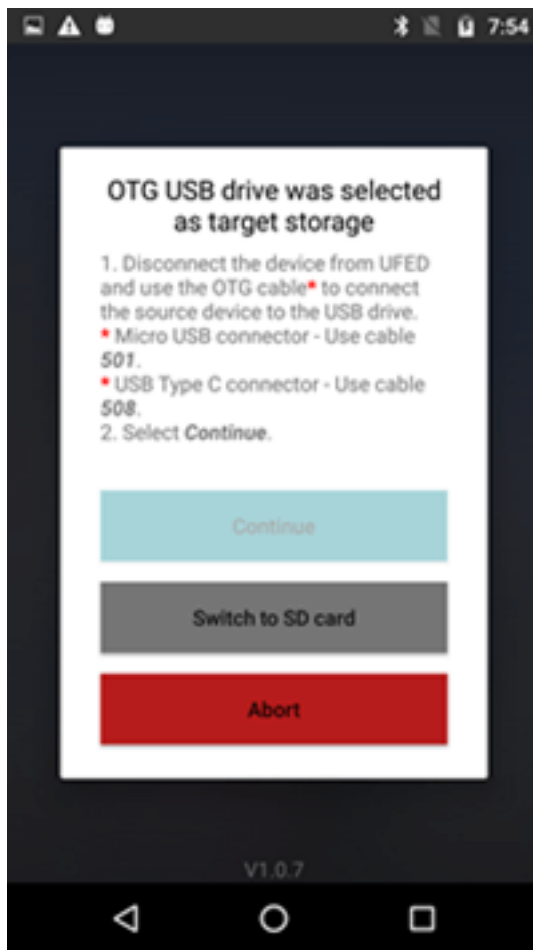 7:54
OTG USB drive was selected
as target storage
1. Disconnect the device from UFED
and use the OTG cable* to connect
the source device to the USB drive.
* Micro USB connector - Use cable
501.
* USB Type C connector - Use cable
508.
2. Select Continue.
Continue
Switch to SD card
Abort
V1.0.7